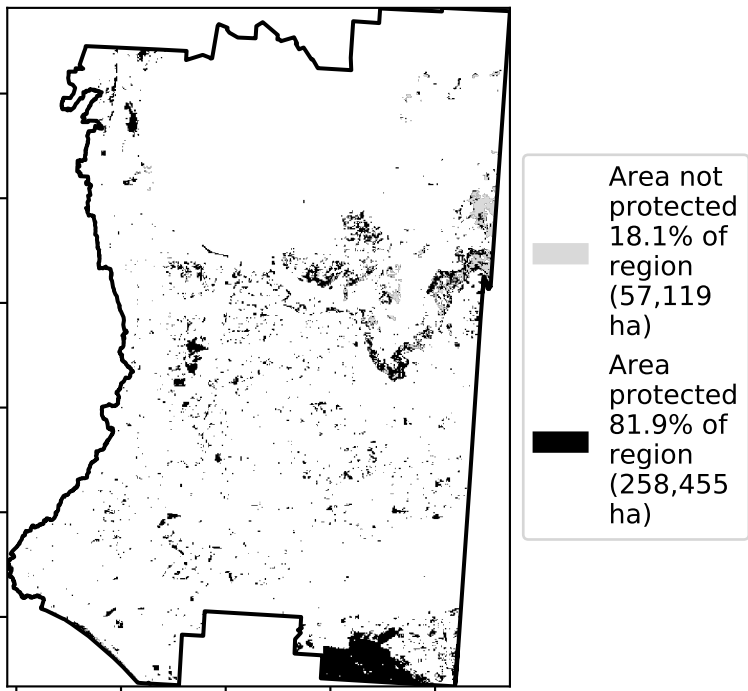 Area not
protected
18.1% of
region
(57,119
ha)
Area
protected
81.9% of
region
(258,455
ha)